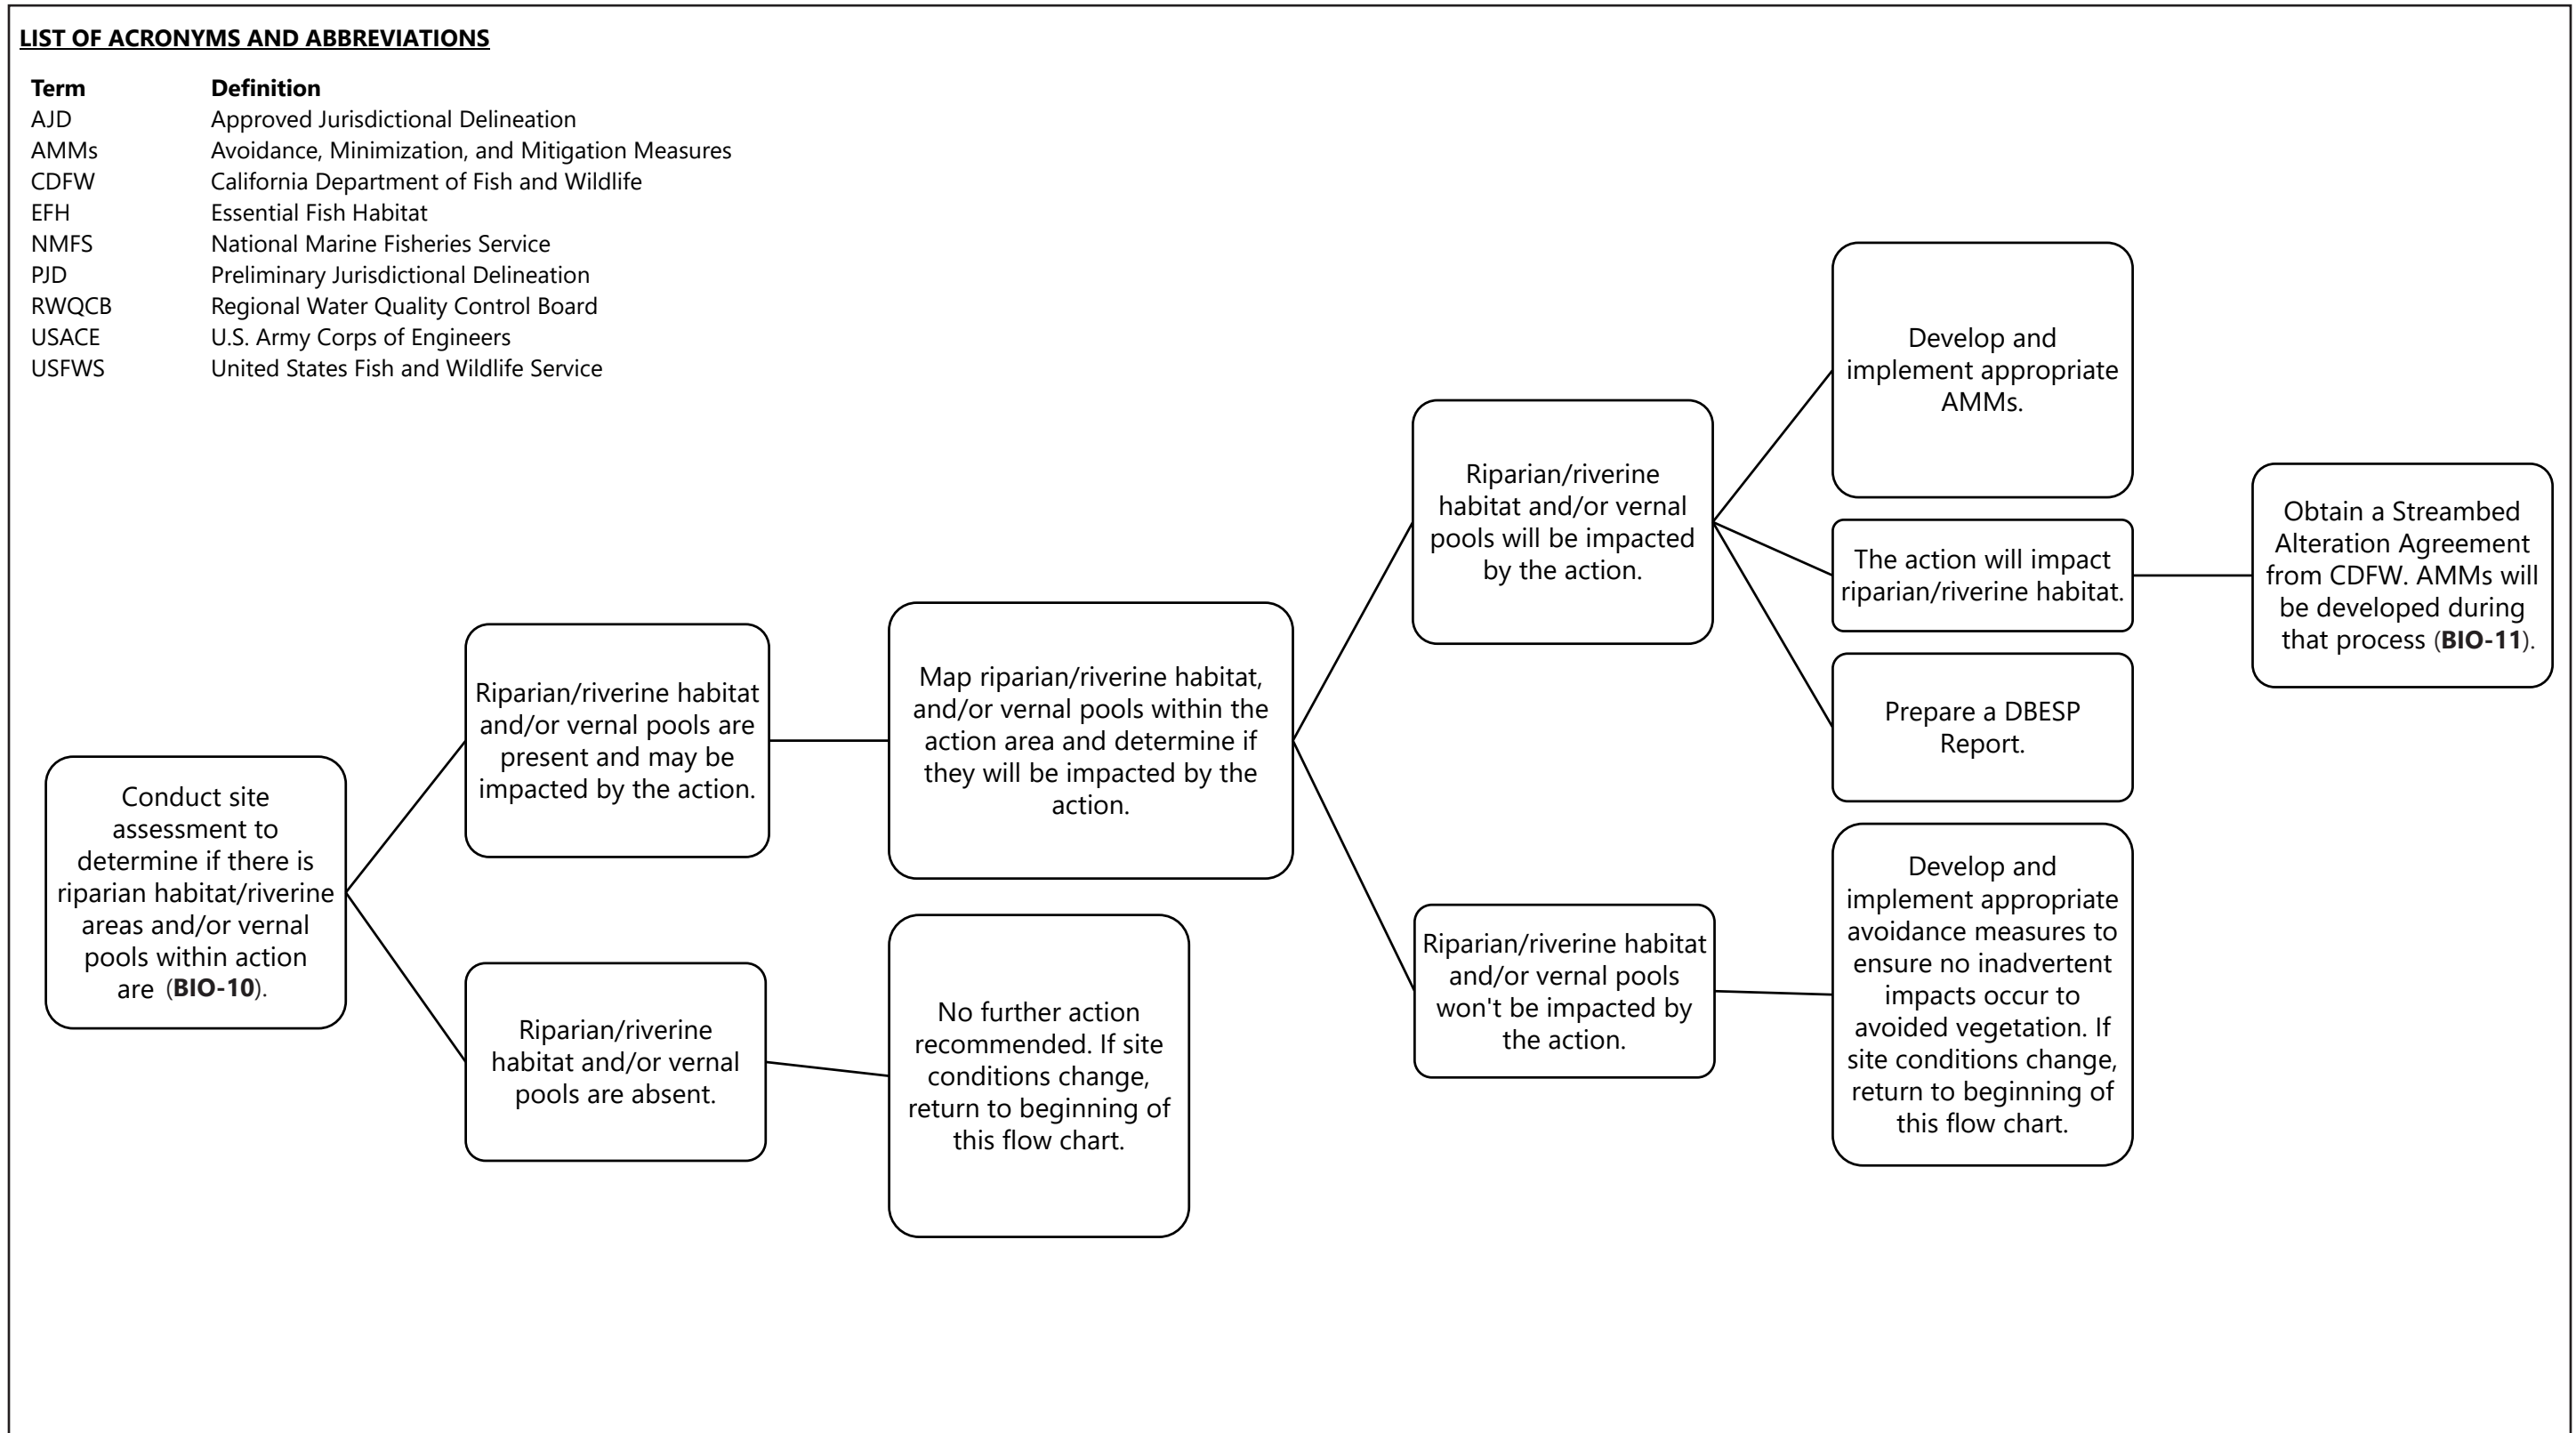 LIST OF ACRONYMS AND ABBREVIATIONS
Term Definition
AJD Approved Jurisdictional Delineation
AMMs Avoidance, Minimization, and Mitigation Measures
CDFW California Department of Fish and Wildlife
EFH Essential Fish Habitat
NMFS National Marine Fisheries Service
PJD Preliminary Jurisdictional Delineation
RWQCB Regional Water Quality Control Board
USACE U.S. Army Corps of Engineers
USFWS United States Fish and Wildlife Service
Conduct site
assessment to
determine if there is
riparian habitat/riverine
areas and/or vernal
pools within action
are (BIO-10).
Riparian/riverine habitat
and/or vernal pools are
present and may be
impacted by the action.
Riparian/riverine
habitat and/or vernal
pools are absent.
Map riparian/riverine habitat,
and/or vernal pools within the
action area and determine if
they will be impacted by the
action.
No further action
recommended. If site
conditions change,
return to beginning of
this flow chart.
Riparian/riverine
habitat and/or vernal
pools will be impacted
by the action.
Riparian/riverine habitat
and/or vernal pools
won't be impacted by
the action.
Develop and
implement appropriate
AMMs.
The action will impact
riparian/riverine habitat.
Prepare a DBESP
Report.
Develop and
implement appropriate
avoidance measures to
ensure no inadvertent
impacts occur to
avoided vegetation. If
site conditions change,
return to beginning of
this flow chart.
Obtain a Streambed
Alteration Agreement
from CDFW. AMMs will
be developed during
that process (BIO-11).